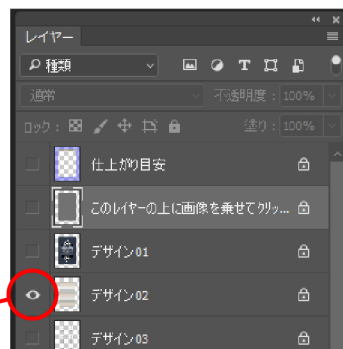 レイヤー
種類
T
通常 不透明度 : 100%
ロック : 塗り : 100%
仕上がり目安
このレイヤーの上に画像を乗せてクリッ...
デザイン01
デザイン02
デザイン03